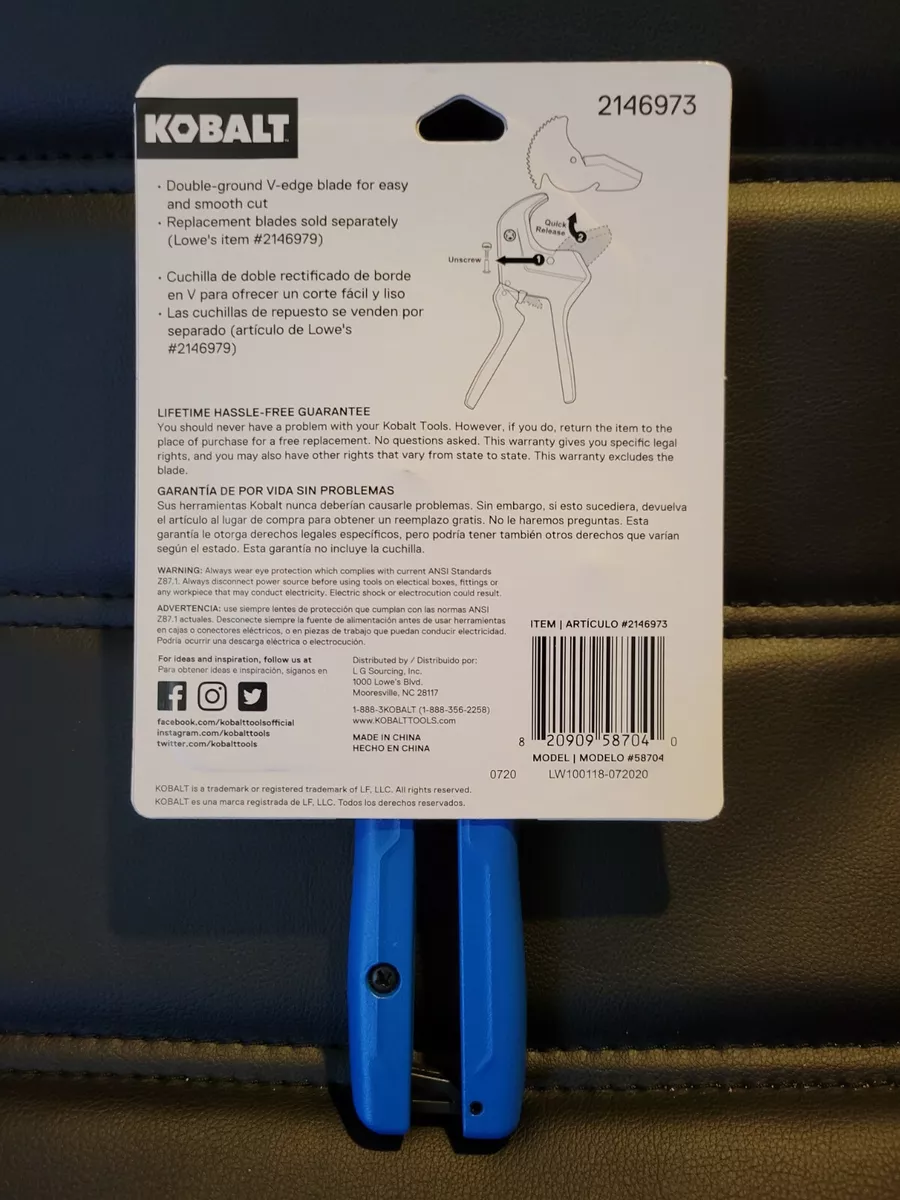 KOBALT
2146973
· Double-ground V-edge blade for easy
and smooth cut
· Replacement blades sold separately
(Lowe's item #2146979)
· Cuchilla de doble rectificado de borde
en V para ofrecer un corte fácil y liso
· Las cuchillas de repuesto se venden por
separado (artículo de Lowe's
#2146979)
Quick
Release
2
Unscrew
1
LIFETIME HASSLE-FREE GUARANTEE
You should never have a problem with your Kobalt Tools. However, if you do, return the item to the
place of purchase for a free replacement. No questions asked. This warranty gives you specific legal
rights, and you may also have other rights that vary from state to state. This warranty excludes the
blade.
GARANTÍA DE POR VIDA SIN PROBLEMAS
Sus herramientas Kobalt nunca deberían causarle problemas. Sin embargo, si esto sucediera, devuelva
el artículo al lugar de compra para obtener un reemplazo gratis. No le haremos preguntas. Esta
garantía le otorga derechos legales específicos, pero podría tener también otros derechos que varían
según el estado. Esta garantía no incluye la cuchilla.
WARNING: Always wear eye protection which complies with current ANSI Standards
Z87.1. Always disconnect power source before using tools on electical boxes, fittings or
any workpiece that may conduct electricity. Electric shock or electrocution could result.
ADVERTENCIA: use siempre lentes de protección que cumplan con las normas ANSI
Z87.1 actuales. Desconecte siempre la fuente de alimentación antes de usar herramientas
en cajas o conectores eléctricos, o en piezas de trabajo que puedan conducir electricidad.
Podría ocurrir una descarga eléctrica o electrocución.
For ideas and inspiration, follow us at
Para obtener ideas e inspiración, síganos en
facebook.com/kobalttoolsofficial
instagram.com/kobalttools
twitter.com/kobalttools
Distributed by / Distribuido por:
L G Sourcing, Inc.
1000 Lowe's Blvd.
Mooresville, NC 28117
1-888-3KOBALT (1-888-356-2258)
www.KOBALTTOOLS.com
MADE IN CHINA
HECHO EN CHINA
ITEM | ARTÍCULO #2146973
8 20909 58704 0
MODEL | MODELO #58704
0720 LW100118-072020
KOBALT is a trademark or registered trademark of LF, LLC. All rights reserved.
KOBALT es una marca registrada de LF, LLC. Todos los derechos reservados.